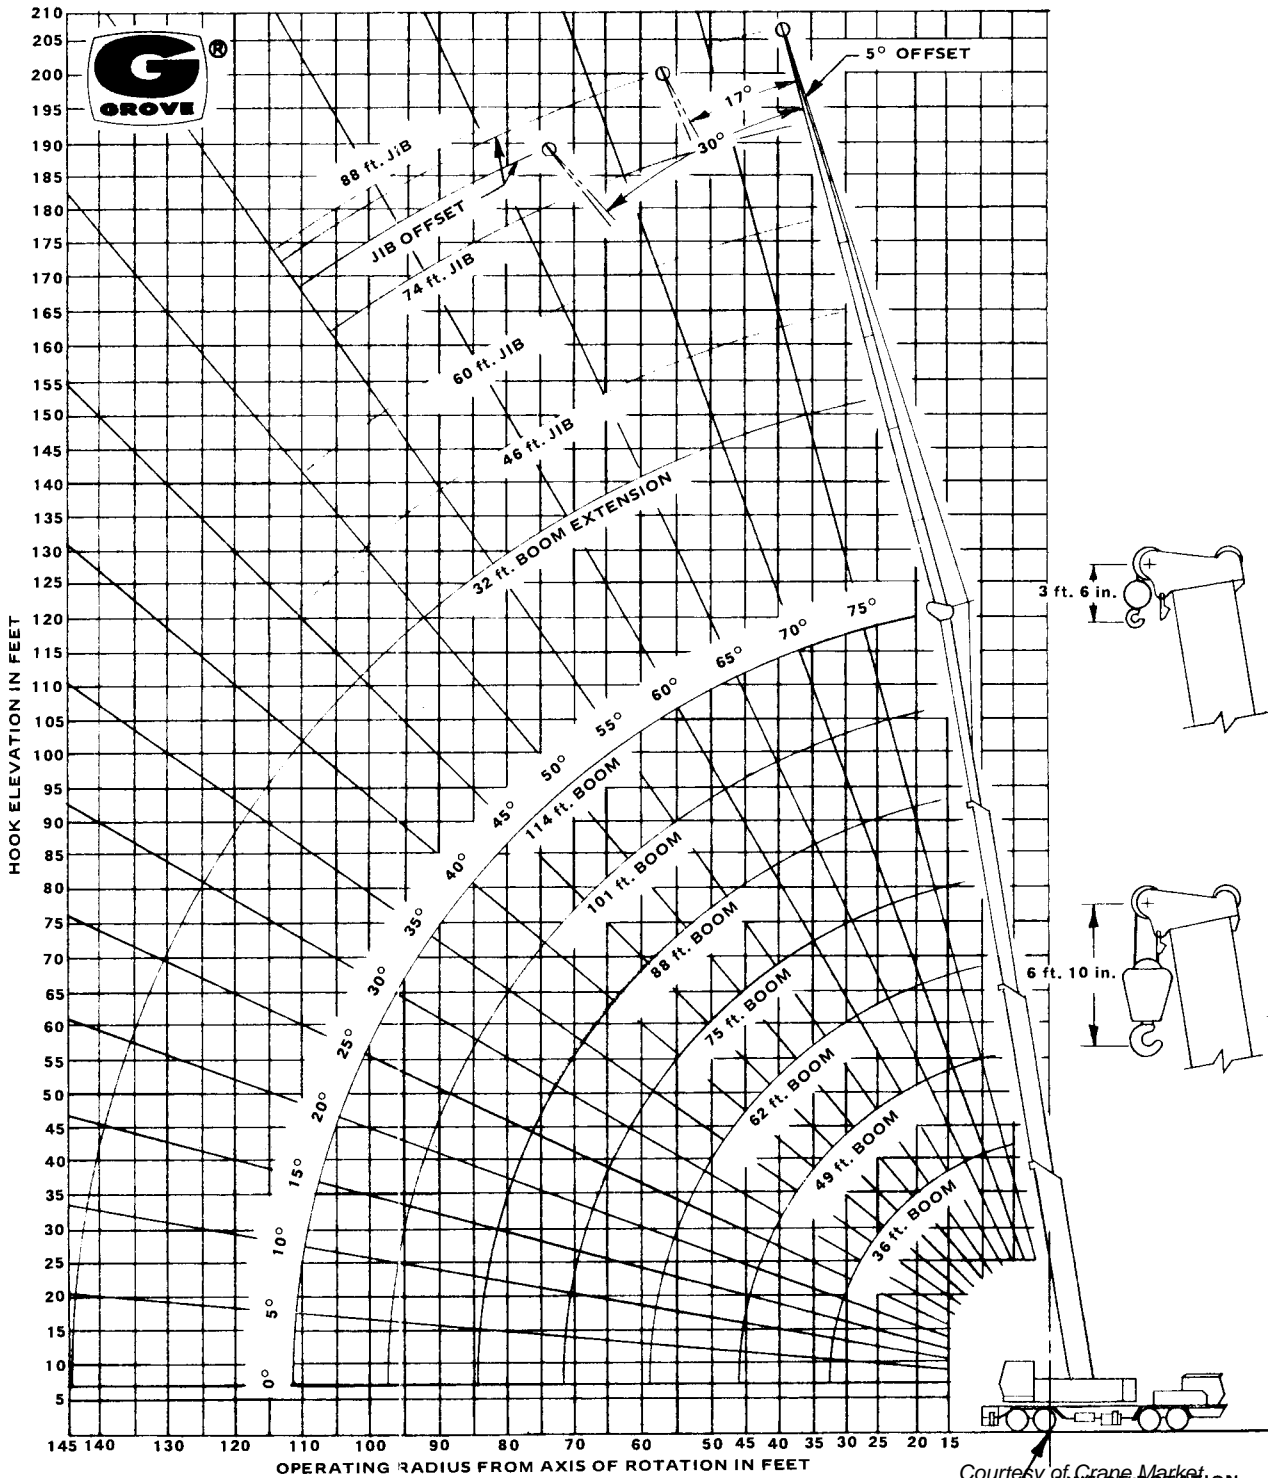 210
205
200
195
190
185
180
175
170
165
160
155
150
145
140
135
130
125
120
115
110
105
100
95
90
85
80
75
70
65
60
55
50
45
40
35
30
25
20
15
10
5
HOOK ELEVATION IN FEET
G
GROVE
®
5° OFFSET
17°
30°
88 ft. JIB
JIB OFFSET
74 ft. JIB
60 ft. JIB
46 ft. JIB
32 ft. BOOM EXTENSION
75°
70°
65°
60°
55°
50°
45°
40°
35°
30°
25°
20°
15°
10°
5°
0°
114 ft. BOOM
101 ft. BOOM
88 ft. BOOM
75 ft. BOOM
62 ft. BOOM
49 ft. BOOM
36 ft. BOOM
3 ft. 6 in.
6 ft. 10 in.
145 140 130 120 110 100 90 80 70 60 50 45 40 35 30 25 20 15
OPERATING RADIUS FROM AXIS OF ROTATION IN FEET
Courtesy of Crane Market